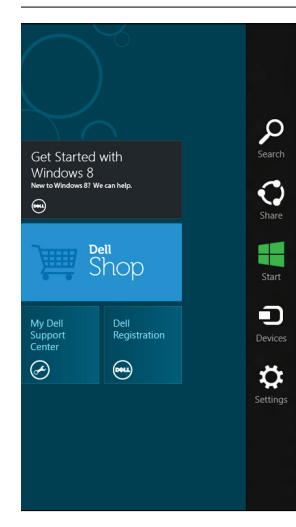 Get Started with
Windows 8
New to Windows 8? We can help.
DELL
Dell
Shop
My Dell
Support
Center
Dell
Registration
DELL
Search
Share
Start
Devices
Settings